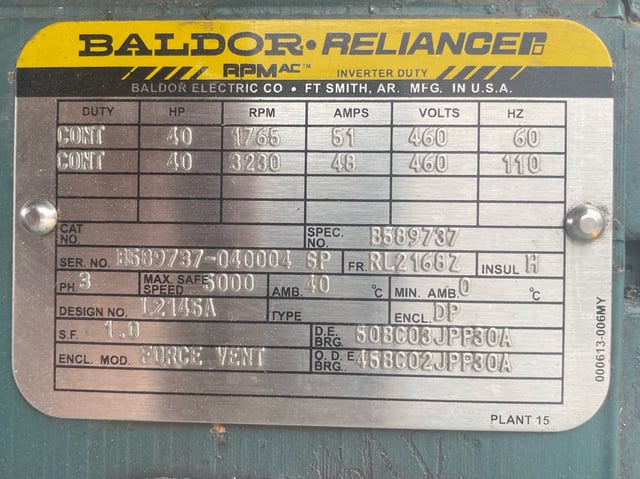 BALDOR • RELIANCE
RPM AC™ INVERTER DUTY
BALDOR ELECTRIC CO • FT SMITH, AR. MFG. IN U.S.A.
DUTY HP RPM AMPS VOLTS HZ
CONT 40 1765 51 460 60
CONT 40 3230 48 460 110
CAT NO. SPEC. NO. B589737
SER. NO. B589737-040004 SP FR. RL2168Z INSUL H
PH 3 MAX. SAFE SPEED 5000 AMB. 40 °C MIN. AMB. 0 °C
DESIGN NO. L2145A TYPE ENCL. DP
S.F. 1.0 D.E. BRG. 50BC03JPP30A
ENCL. MOD. FORCE VENT O.D.E. BRG. 45BC02JPP30A
000613-006MY
PLANT 15